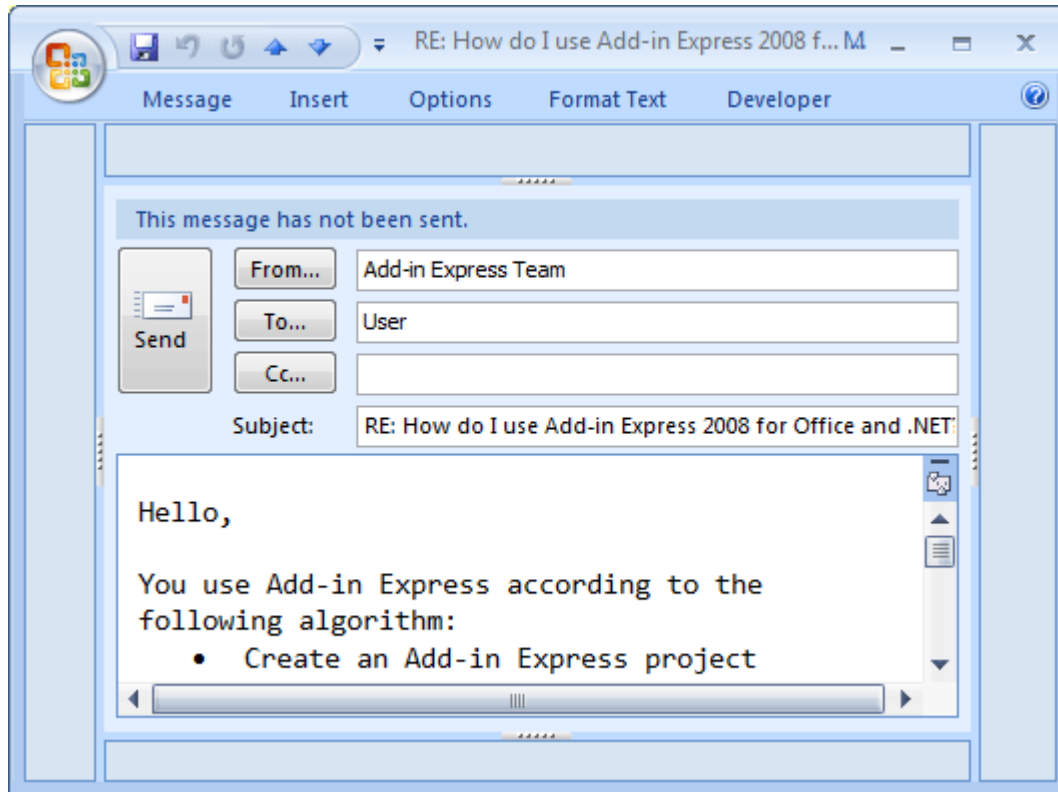 RE: How do I use Add-in Express 2008 f... M
Message Insert Options Format Text Developer
This message has not been sent.
Send
From... Add-in Express Team
To... User
Cc...
Subject: RE: How do I use Add-in Express 2008 for Office and .NET?
Hello,
You use Add-in Express according to the
following algorithm:
• Create an Add-in Express project